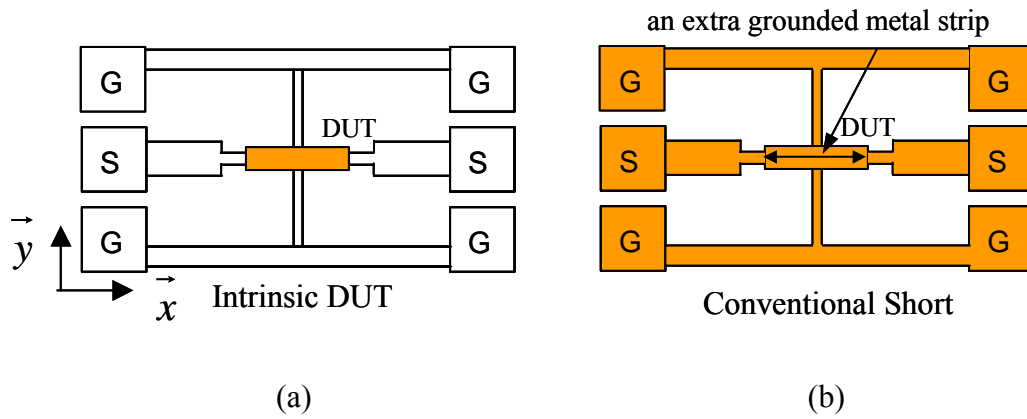 an extra grounded metal strip
G G
G G
DUT
DUT
S S
S S
G G
G G
y
x
Intrinsic DUT
Conventional Short
(a)
(b)